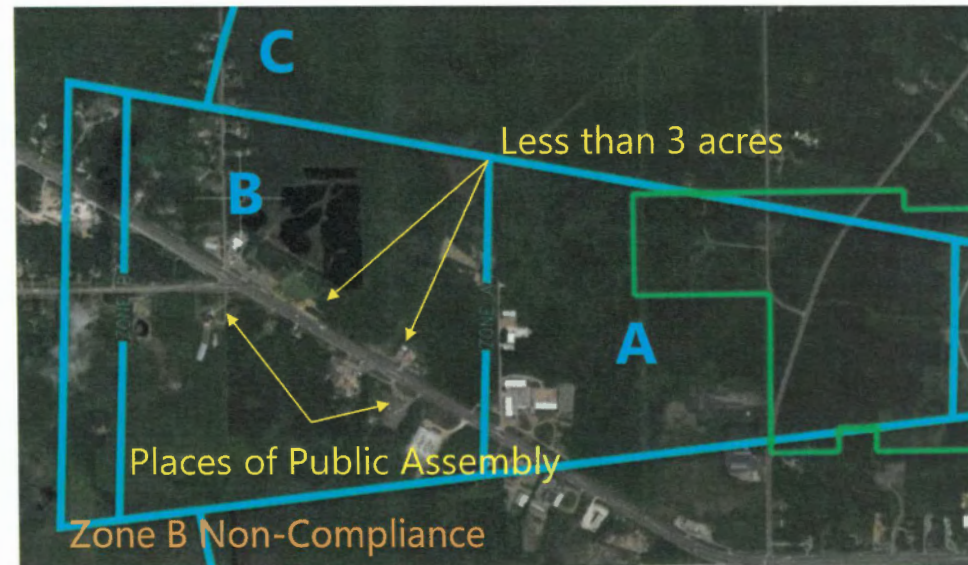 C
Less than 3 acres
B
A
Places of Public Assembly
Zone B Non-Compliance